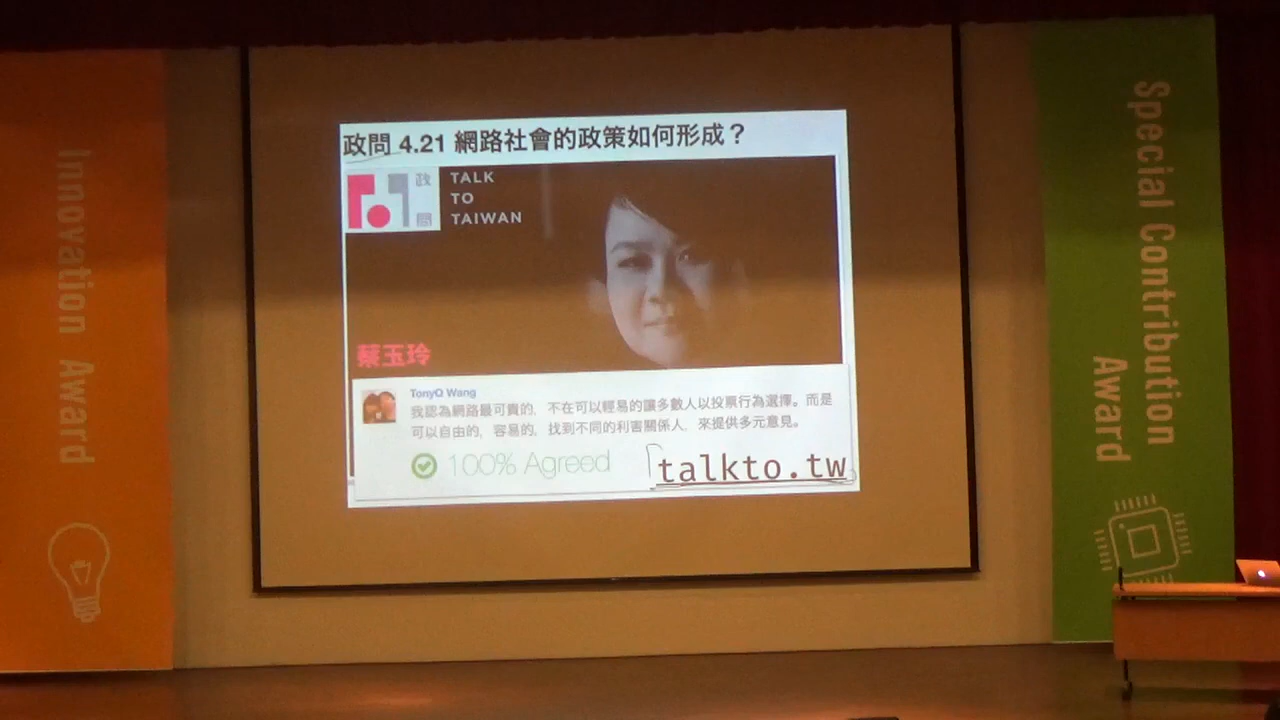 Innovation Award
政問 4.21 網路社會的政策如何形成？
政問
TALK
TO
TAIWAN
蔡玉玲
TonyQ Wang
我認為網路最可貴的，不在可以輕易的讓多數人以投票行為選擇。而是
可以自由的，容易的，找到不同的利害關係人，來提供多元意見。
100% Agreed
talkto.tw
Special Contribution
Award